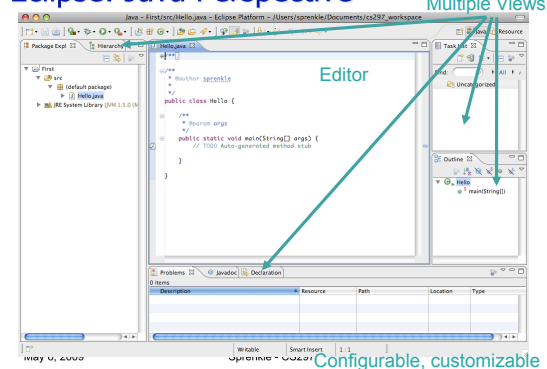 Eclipse: Java Perspective
Multiple Views
Java - First/src/Hello.java - Eclipse Platform - /Users/sprenkle/Documents/cs297_workspace
Java
Resource
Package Expl
Hierarchy
First
src
(default package)
Hello.java
JRE System Library
Hello.java
/**
/**
* @author sprenkle
*
*/
public class Hello {
/**
* @param args
*/
public static void main(String[] args) {
// TODO Auto-generated method stub
}
}
Editor
Task List
Find:
All
Uncategorized
Outline
Hello
main(String[])
Problems
Javadoc
Declaration
0 items
Description
Resource
Path
Location
Type
Writable
Smart Insert
1 : 1
May 6, 2009
Sprenkle - CS297
Configurable, customizable